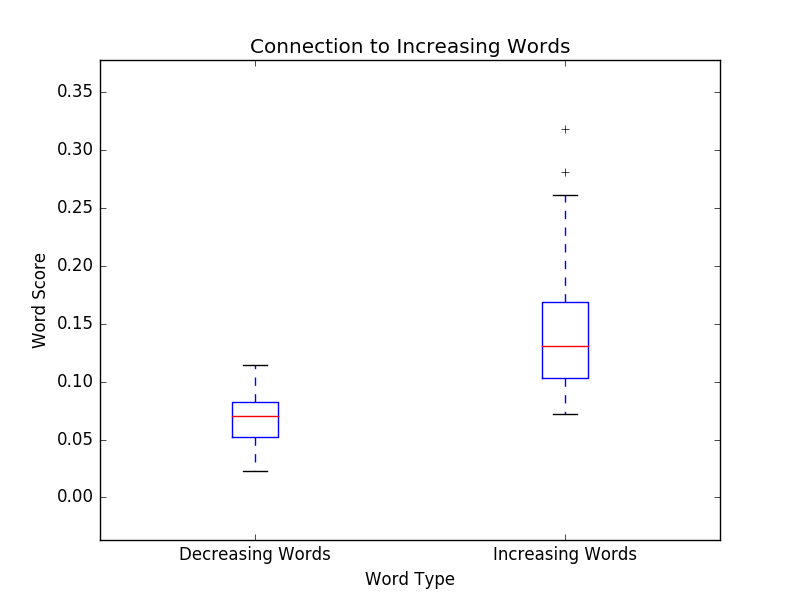 Connection to Increasing Words
0.35
0.30
0.25
0.20
0.15
0.10
0.05
0.00
Word Score
Decreasing Words
Increasing Words
Word Type